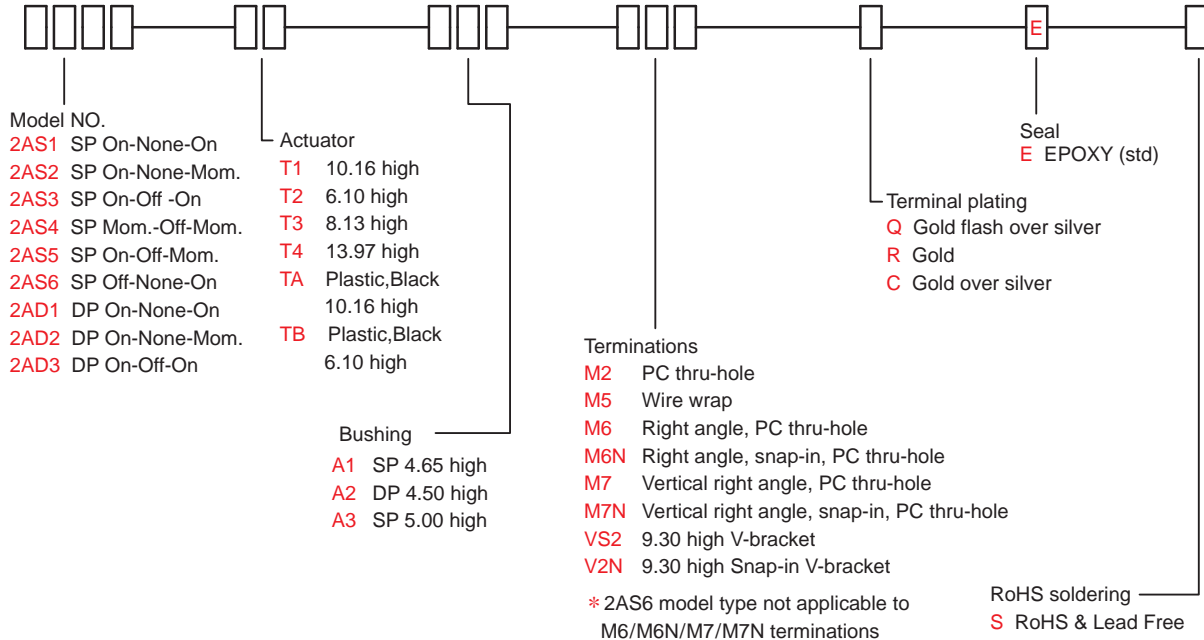 E
Model NO.
2AS1 SP On-None-On
2AS2 SP On-None-Mom.
2AS3 SP On-Off -On
2AS4 SP Mom.-Off-Mom.
2AS5 SP On-Off-Mom.
2AS6 SP Off-None-On
2AD1 DP On-None-On
2AD2 DP On-None-Mom.
2AD3 DP On-Off-On
Actuator
T1 10.16 high
T2 6.10 high
T3 8.13 high
T4 13.97 high
TA Plastic,Black
10.16 high
TB Plastic,Black
6.10 high
Bushing
A1 SP 4.65 high
A2 DP 4.50 high
A3 SP 5.00 high
Terminations
M2 PC thru-hole
M5 Wire wrap
M6 Right angle, PC thru-hole
M6N Right angle, snap-in, PC thru-hole
M7 Vertical right angle, PC thru-hole
M7N Vertical right angle, snap-in, PC thru-hole
VS2 9.30 high V-bracket
V2N 9.30 high Snap-in V-bracket
* 2AS6 model type not applicable to
M6/M6N/M7/M7N terminations
Terminal plating
Q Gold flash over silver
R Gold
C Gold over silver
Seal
E EPOXY (std)
RoHS soldering
S RoHS & Lead Free